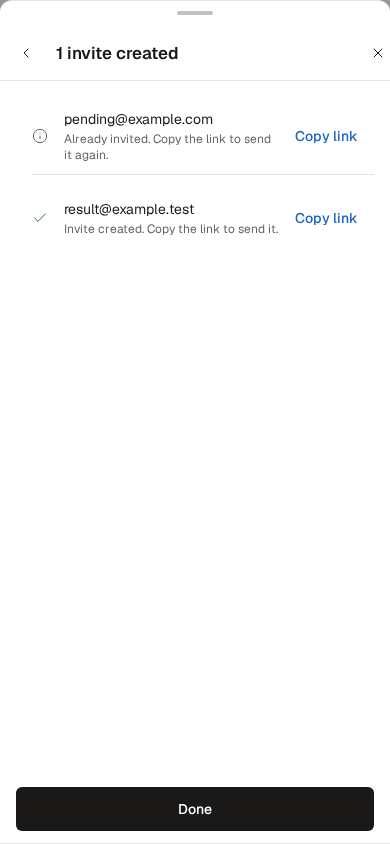 1 invite created
pending@example.com
Already invited. Copy the link to send
it again.
Copy link
result@example.test
Invite created. Copy the link to send it.
Copy link
Done